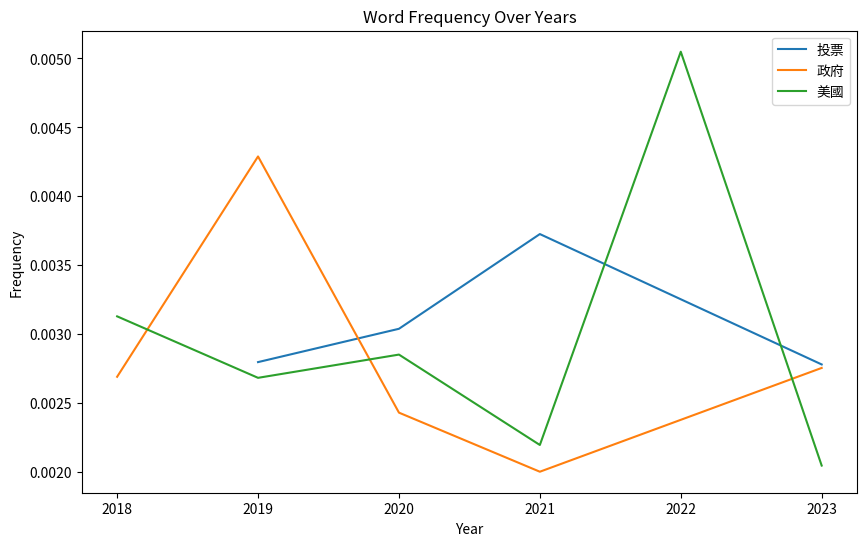 Word Frequency Over Years
投票
政府
美國
0.0050
0.0045
0.0040
0.0035
0.0030
0.0025
0.0020
Frequency
2018 2019 2020 2021 2022 2023
Year